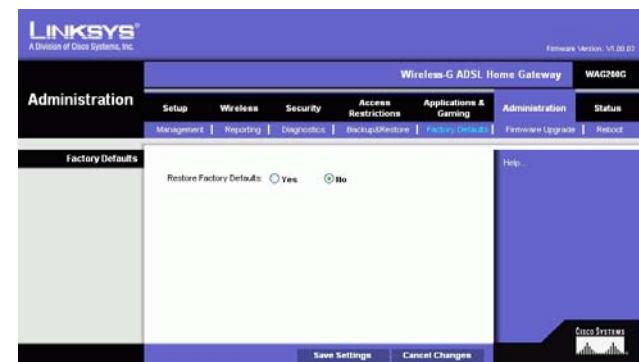 LINKSYS®
A Division of Cisco Systems, Inc.
Firmware Version: V1.00.03
Wireless-G ADSL Home Gateway WAG200G
Administration
Setup Wireless Security Access Restrictions Applications & Gaming Administration Status
Management | Reporting | Diagnostics | Backup&Restore | Factory Defaults | Firmware Upgrade | Reboot
Factory Defaults
Restore Factory Defaults: Yes No
Help...
Save Settings Cancel Changes
CISCO SYSTEMS